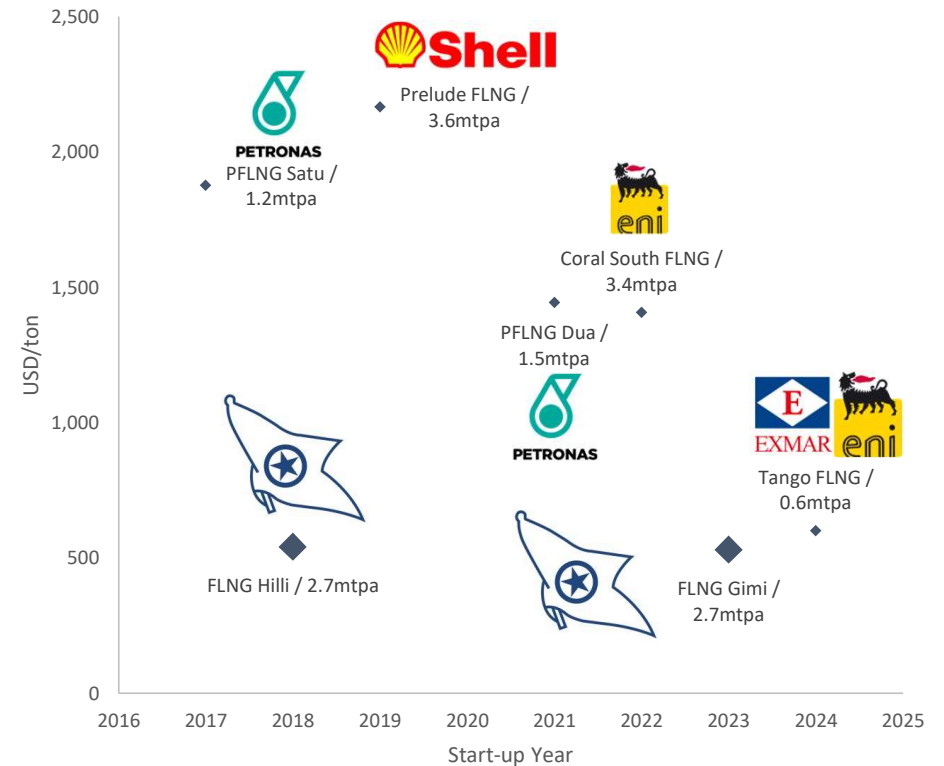 2,500
2,000
1,500
1,000
500
0
USD/ton
2016 2017 2018 2019 2020 2021 2022 2023 2024 2025
Start-up Year
Shell
Prelude FLNG /
3.6mtpa
PETRONAS
PFLNG Satu /
1.2mtpa
eni
Coral South FLNG /
3.4mtpa
PFLNG Dua /
1.5mtpa
PETRONAS
E
EXMAR
eni
Tango FLNG /
0.6mtpa
FLNG Hilli / 2.7mtpa
FLNG Gimi /
2.7mtpa